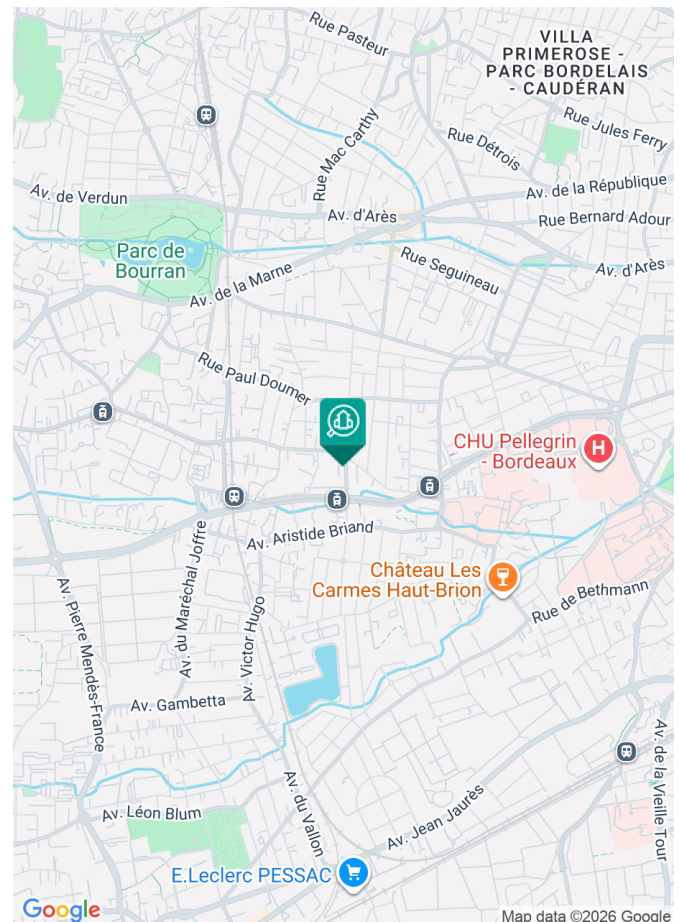 Rue Pasteur
VILLA
PRIMEROSE -
PARC BORDELAIS
- CAUDÉRAN
Rue Jules Ferry
Rue Mac Carthy
Rue Détrois
Av. de Verdun
Av. de la République
Av. d'Arès
Rue Bernard Adour
Parc de
Bourran
Av. de la Marne
Rue Seguineau
Av. d'Arès
Rue Paul Doumer
CHU Pellegrin
- Bordeaux
H
Av. Aristide Briand
Av. du Maréchal Joffre
Château Les
Carmes Haut-Brion
Rue de Bethmann
Av. Pierre Mendès-France
Av. Victor Hugo
Av. Gambetta
Av. de la Vieille Tour
Av. du Vallon
Av. Léon Blum
Av. Jean Jaurès
E.Leclerc PESSAC
Google
Map data ©2026 Google